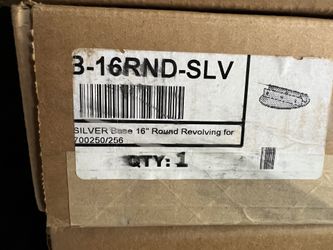 B-16RND-SLV
SILVER Base 16" Round Revolving for
700250/256
QTY: 1